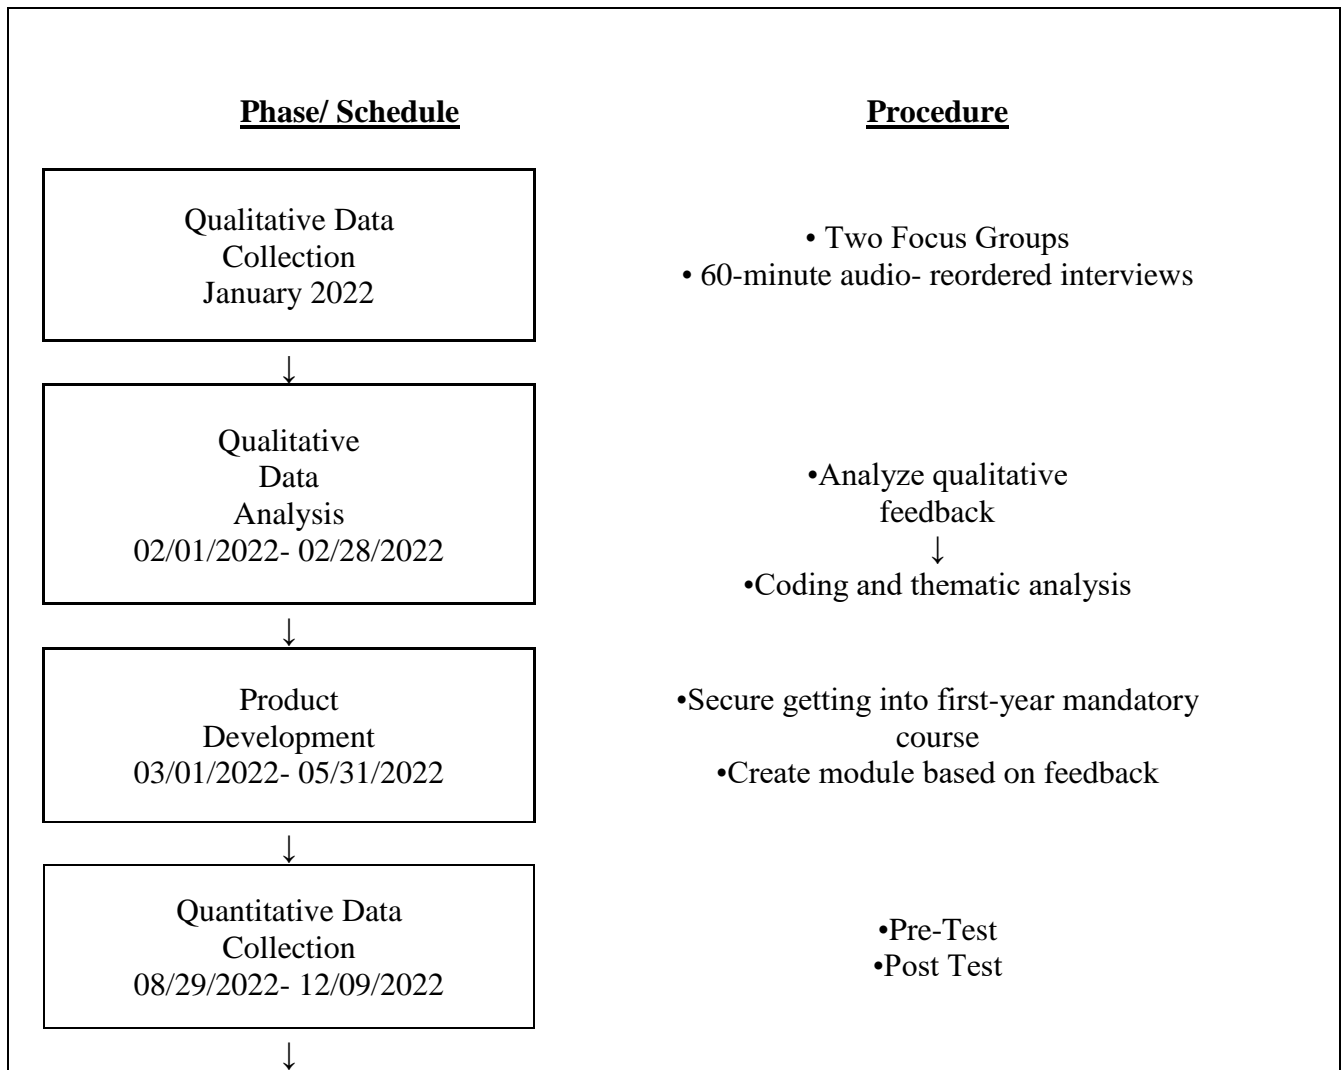 Phase/ Schedule
Procedure
Qualitative Data
Collection
January 2022
• Two Focus Groups
• 60-minute audio- reordered interviews
↓
Qualitative
Data
Analysis
02/01/2022- 02/28/2022
•Analyze qualitative
feedback
↓
•Coding and thematic analysis
↓
Product
Development
03/01/2022- 05/31/2022
•Secure getting into first-year mandatory
course
•Create module based on feedback
↓
Quantitative Data
Collection
08/29/2022- 12/09/2022
•Pre-Test
•Post Test
↓